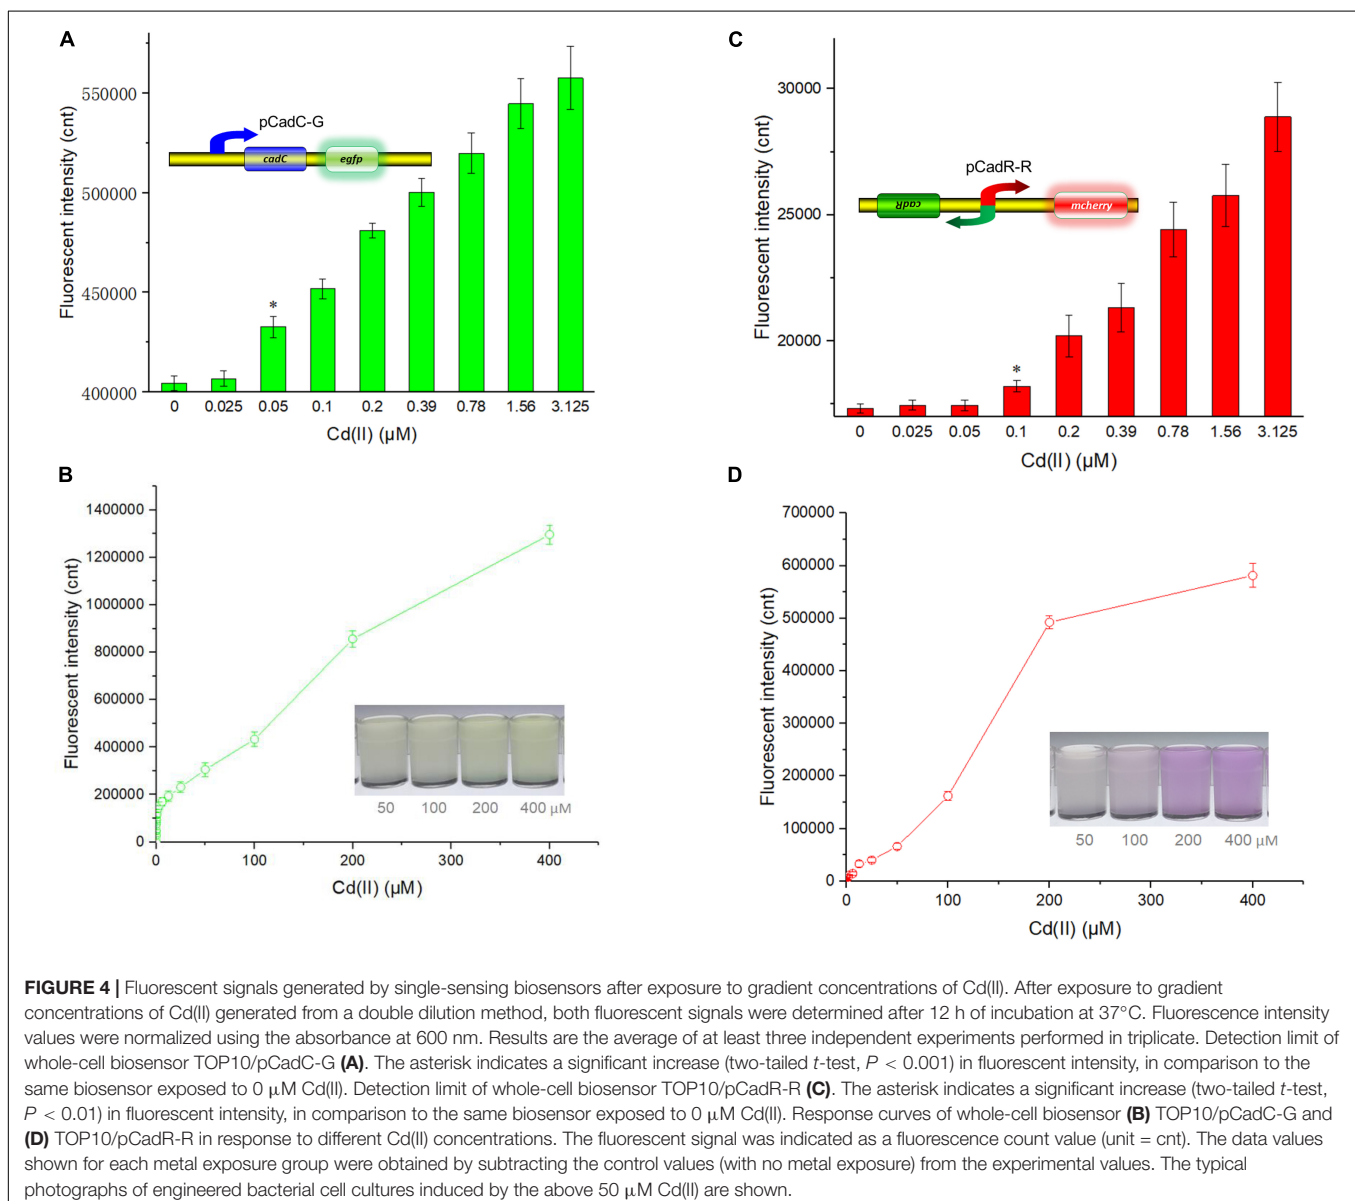 A
Fluorescent intensity (cnt)
550000
500000
450000
400000
pCadC-G
cadC
egfp
*
0 0.025 0.05 0.1 0.2 0.39 0.78 1.56 3.125
Cd(II) (µM)
C
Fluorescent intensity (cnt)
30000
25000
20000
pCadR-R
cadR
mcherry
*
0 0.025 0.05 0.1 0.2 0.39 0.78 1.56 3.125
Cd(II) (µM)
B
Fluorescent intensity (cnt)
1400000
1200000
1000000
800000
600000
400000
200000
0
50 100 200 400 µM
0 100 200 300 400
Cd(II) (µM)
D
Fluorescent intensity (cnt)
700000
600000
500000
400000
300000
200000
100000
0
50 100 200 400 µM
0 100 200 300 400
Cd(II) (µM)
FIGURE 4 | Fluorescent signals generated by single-sensing biosensors after exposure to gradient concentrations of Cd(II). After exposure to gradient
concentrations of Cd(II) generated from a double dilution method, both fluorescent signals were determined after 12 h of incubation at 37°C. Fluorescence intensity
values were normalized using the absorbance at 600 nm. Results are the average of at least three independent experiments performed in triplicate. Detection limit of
whole-cell biosensor TOP10/pCadC-G (A). The asterisk indicates a significant increase (two-tailed t-test, P < 0.001) in fluorescent intensity, in comparison to the
same biosensor exposed to 0 µM Cd(II). Detection limit of whole-cell biosensor TOP10/pCadR-R (C). The asterisk indicates a significant increase (two-tailed t-test,
P < 0.01) in fluorescent intensity, in comparison to the same biosensor exposed to 0 µM Cd(II). Response curves of whole-cell biosensor (B) TOP10/pCadC-G and
(D) TOP10/pCadR-R in response to different Cd(II) concentrations. The fluorescent signal was indicated as a fluorescence count value (unit = cnt). The data values
shown for each metal exposure group were obtained by subtracting the control values (with no metal exposure) from the experimental values. The typical
photographs of engineered bacterial cell cultures induced by the above 50 µM Cd(II) are shown.